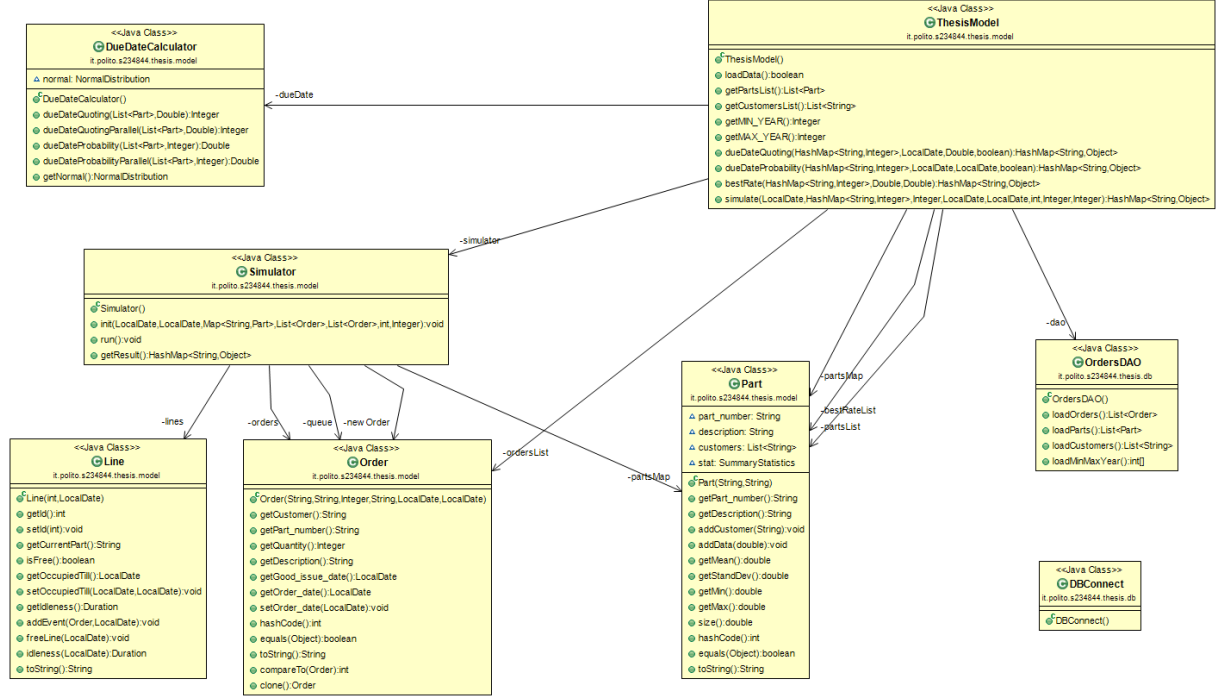 <<Java Class>>
DueDateCalculator
it.polito.s234844.thesis.model
normal: NormalDistribution
DueDateCalculator()
dueDateQuoting(List<Part>,Double):Integer
dueDateQuotingParallel(List<Part>,Double):Integer
dueDateProbability(List<Part>,Integer):Double
dueDateProbabilityParallel(List<Part>,Integer):Double
getNormal():NormalDistribution
<<Java Class>>
ThesisModel
it.polito.s234844.thesis.model
ThesisModel()
loadData():boolean
getPartsList():List<Part>
getCustomersList():List<String>
getMIN_YEAR():Integer
getMAX_YEAR():Integer
dueDateQuoting(HashMap<String,Integer>,LocalDate,Double,boolean):HashMap<String,Object>
dueDateProbability(HashMap<String,Integer>,LocalDate,LocalDate,boolean):HashMap<String,Object>
bestRate(HashMap<String,Integer>,Double,Double):HashMap<String,Object>
simulate(LocalDate,HashMap<String,Integer>,Integer,LocalDate,LocalDate,int,Integer,Integer):HashMap<String,Object>
-dueDate
-simulator
-ordersList
-partsMap
-bestRateList
-partsList
-dao
<<Java Class>>
Simulator
it.polito.s234844.thesis.model
Simulator()
init(LocalDate,LocalDate,Map<String,Part>,List<Order>,List<Order>,int,Integer):void
run():void
getResult():HashMap<String,Object>
-lines
-orders
-queue
-newOrder
-partsMap
<<Java Class>>
Line
it.polito.s234844.thesis.model
Line(int,LocalDate)
getId():int
setId(int):void
getCurrentPart():String
isFree():boolean
getOccupiedTill():LocalDate
setOccupiedTill(LocalDate,LocalDate):void
getIdleness():Duration
addEvent(Order,LocalDate):void
freeLine(LocalDate):void
idleness(LocalDate):Duration
toString():String
<<Java Class>>
Order
it.polito.s234844.thesis.model
Order(String,String,Integer,String,LocalDate,LocalDate)
getCustomer():String
getPart_number():String
getQuantity():Integer
getDescription():String
getGood_issue_date():LocalDate
getOrder_date():LocalDate
setOrder_date(LocalDate):void
hashCode():int
equals(Object):boolean
toString():String
compareTo(Order):int
clone():Order
<<Java Class>>
Part
it.polito.s234844.thesis.model
part_number: String
description: String
customers: List<String>
stat: SummaryStatistics
Part(String,String)
getPart_number():String
getDescription():String
addCustomer(String):void
addData(double):void
getMean():double
getStandDev():double
getMin():double
getMax():double
size():double
hashCode():int
equals(Object):boolean
toString():String
<<Java Class>>
OrdersDAO
it.polito.s234844.thesis.db
OrdersDAO()
loadOrders():List<Order>
loadParts():List<Part>
loadCustomers():List<String>
loadMinMaxYear():int[]
<<Java Class>>
DBConnect
it.polito.s234844.thesis.db
DBConnect()